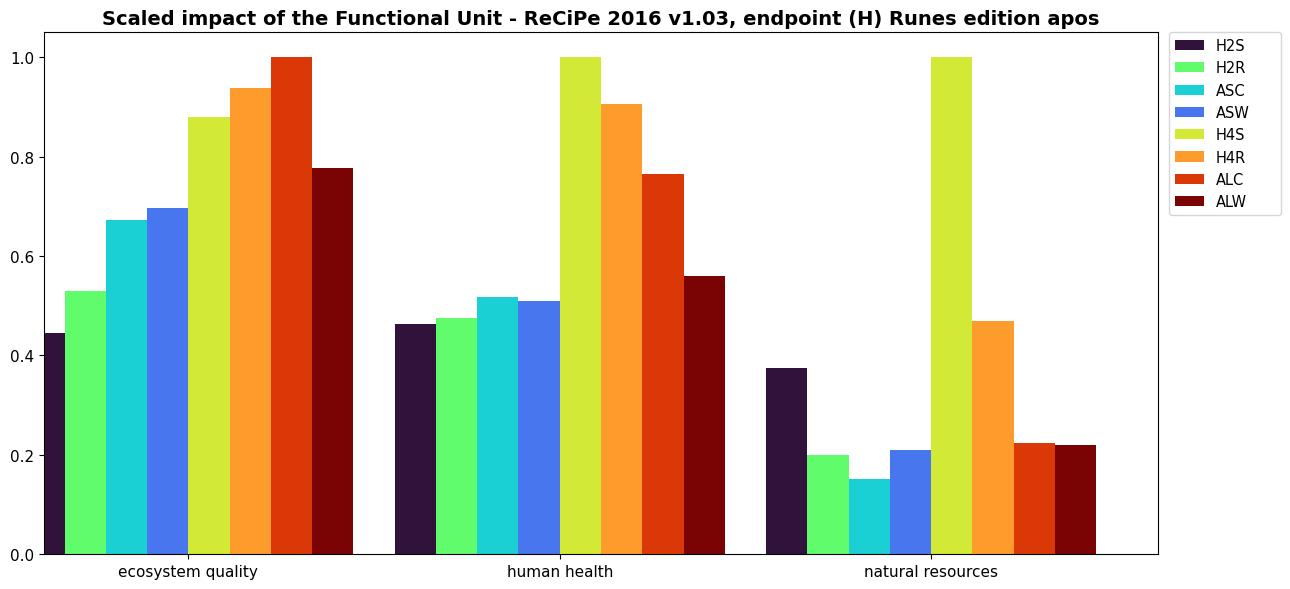 Scaled impact of the Functional Unit - ReCiPe 2016 v1.03, endpoint (H) Runes edition apos
1.0
0.8
0.6
0.4
0.2
0.0
ecosystem quality
human health
natural resources
H2S
H2R
ASC
ASW
H4S
H4R
ALC
ALW